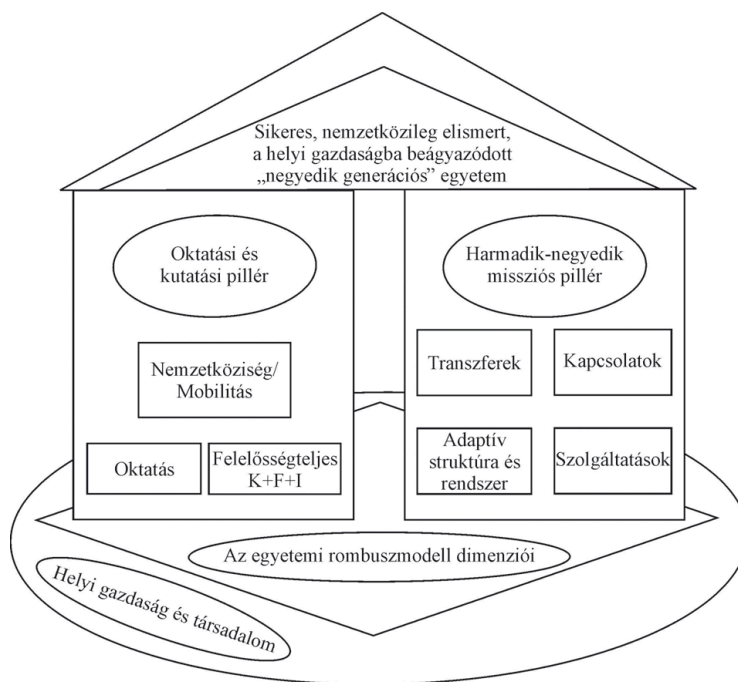 Sikeres, nemzetközileg elismert,
a helyi gazdaságba beágyazódott
„negyedik generációs” egyetem
Oktatási és
kutatási pillér
Nemzetköziség/
Mobilitás
Oktatás
Felelősségteljes
K+F+I
Harmadik-negyedik
missziós pillér
Transzferek
Kapcsolatok
Adaptív
struktúra és
rendszer
Szolgáltatások
Az egyetemi rombuszmodell dimenziói
Helyi gazdaság és társadalom